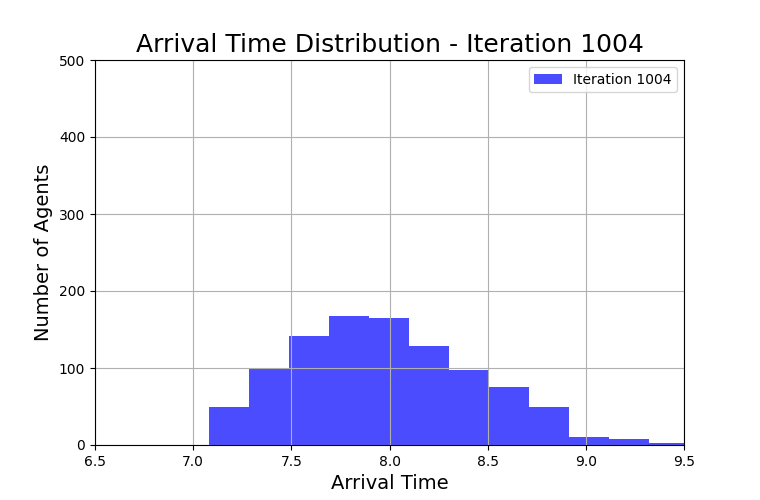 Arrival Time Distribution - Iteration 1004
Iteration 1004
Number of Agents
500
400
300
200
100
0
6.5 7.0 7.5 8.0 8.5 9.0 9.5
Arrival Time